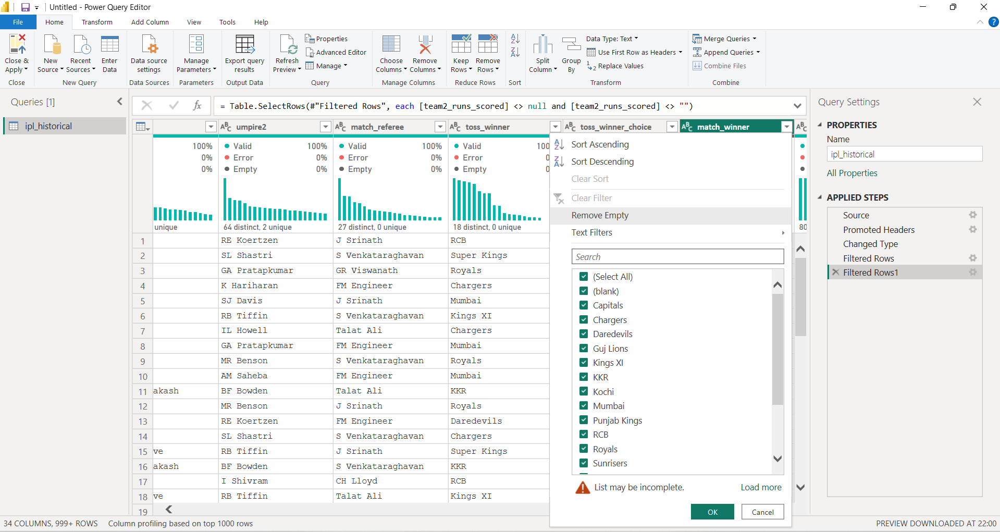 Untitled - Power Query Editor
File Home Transform Add Column View Tools Help
Close & Apply
Close
New Source
Recent Sources
Enter Data
New Query
Data source settings
Data Sources
Manage Parameters
Parameters
Export query results
Output Data
Refresh Preview
Properties
Advanced Editor
Manage
Query
Choose Columns
Remove Columns
Manage Columns
Keep Rows
Remove Rows
Reduce Rows
Sort
Split Column
Group By
Data Type: Text
Use First Row as Headers
Replace Values
Transform
Merge Queries
Append Queries
Combine Files
Combine
Queries [1]
ipl_historical
fx
= Table.SelectRows(#"Filtered Rows", each [team2_runs_scored] <> null and [team2_runs_scored] <> "")
umpire2 match_referee toss_winner toss_winner_choice match_winner
100% Valid 100% Valid 100% Valid 100
0% Error 0% Error 0% Error 0
0% Empty 0% Empty 0% Empty 0
unique 64 distinct, 2 unique 27 distinct, 0 unique 18 distinct, 0 unique 80
1 RE Koertzen J Srinath RCB
2 SL Shastri S Venkataraghavan Super Kings
3 GA Pratapkumar GR Viswanath Royals
4 K Hariharan FM Engineer Chargers
5 SJ Davis J Srinath Mumbai
6 RB Tiffin S Venkataraghavan Kings XI
7 IL Howell Talat Ali Chargers
8 GA Pratapkumar FM Engineer Mumbai
9 MR Benson S Venkataraghavan Royals
10 AM Saheba FM Engineer Mumbai
11 akash BF Bowden Talat Ali KKR
12 MR Benson J Srinath Royals
13 RE Koertzen FM Engineer Daredevils
14 SL Shastri S Venkataraghavan Chargers
15 ve RB Tiffin J Srinath Super Kings
16 akash BF Bowden S Venkataraghavan KKR
17 I Shivram CH Lloyd RCB
18 ve RB Tiffin Talat Ali Kings XI
19
Sort Ascending
Sort Descending
Clear Sort
Clear Filter
Remove Empty
Text Filters
Search
(Select All)
(blank)
Capitals
Chargers
Daredevils
Guj Lions
Kings XI
KKR
Kochi
Mumbai
Punjab Kings
RCB
Royals
Sunrisers
List may be incomplete. Load more
OK Cancel
Query Settings
PROPERTIES
Name
ipl_historical
All Properties
APPLIED STEPS
Source
Promoted Headers
Changed Type
Filtered Rows
Filtered Rows1
34 COLUMNS, 999+ ROWS Column profiling based on top 1000 rows PREVIEW DOWNLOADED AT 22:00